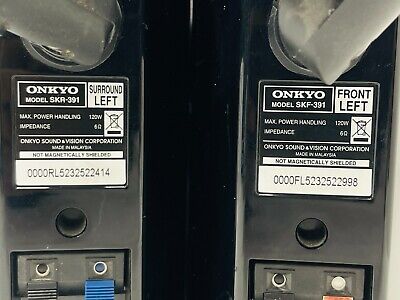 ONKYO
MODEL SKR-391
SURROUND
LEFT
MAX. POWER HANDLING 120W
IMPEDANCE 6Ω
ONKYO SOUND & VISION CORPORATION
MADE IN MALAYSIA
NOT MAGNETICALLY SHIELDED
0000RL5232522414
ONKYO
MODEL SKF-391
FRONT
LEFT
MAX. POWER HANDLING 120W
IMPEDANCE 6Ω
ONKYO SOUND & VISION CORPORATION
MADE IN MALAYSIA
NOT MAGNETICALLY SHIELDED
0000FL5232522998